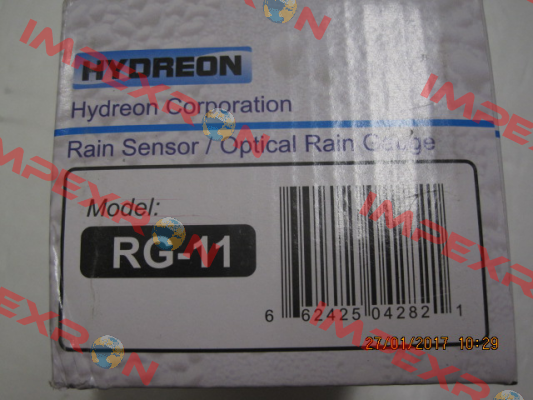 HYDREON
Hydreon Corporation
Rain Sensor / Optical Rain Gauge
Model:
RG-11
6 62425 04282 1
27/01/2017 10:29
IMPEXRON
IMPEXRON
IMPEXRON
IMPEXRON